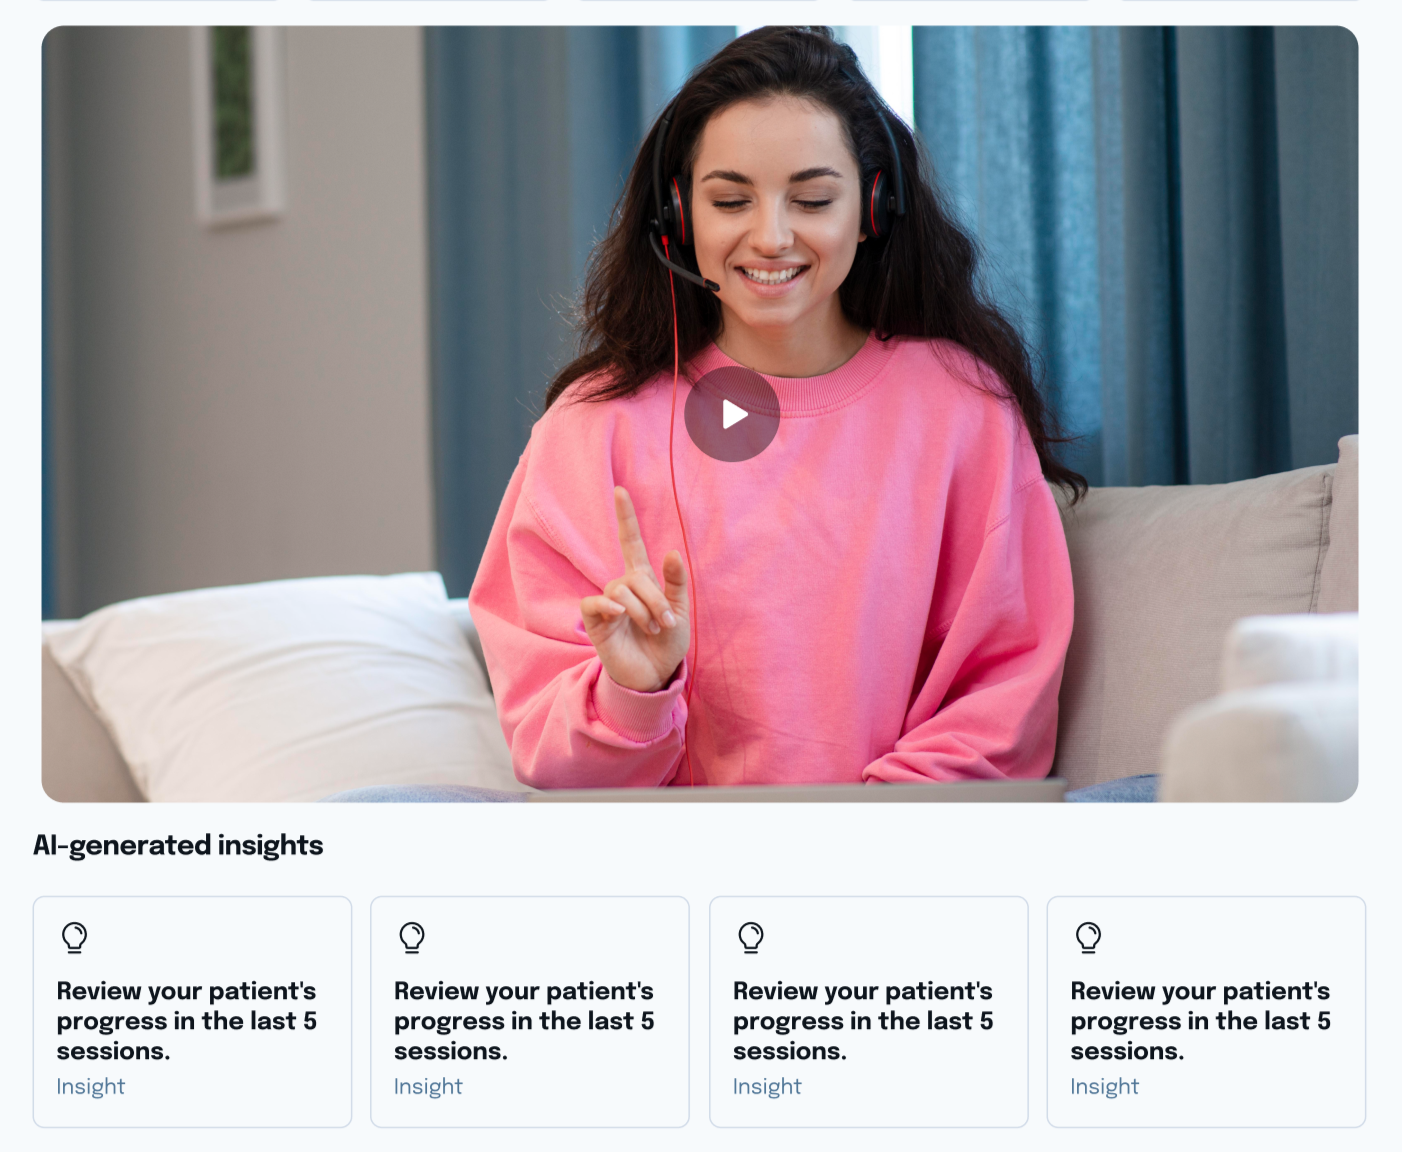 AI-generated insights
Review your patient's
progress in the last 5
sessions.
Insight
Review your patient's
progress in the last 5
sessions.
Insight
Review your patient's
progress in the last 5
sessions.
Insight
Review your patient's
progress in the last 5
sessions.
Insight